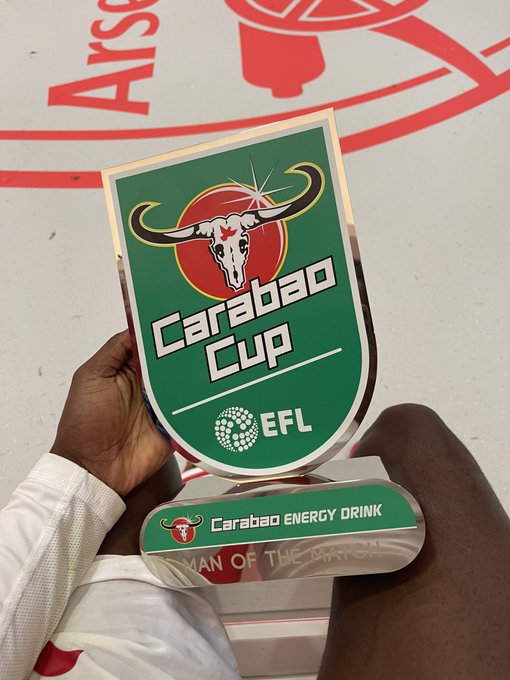 Arse
Carabao
Cup
EFL
Carabao ENERGY DRINK
MAN OF THE MATCH